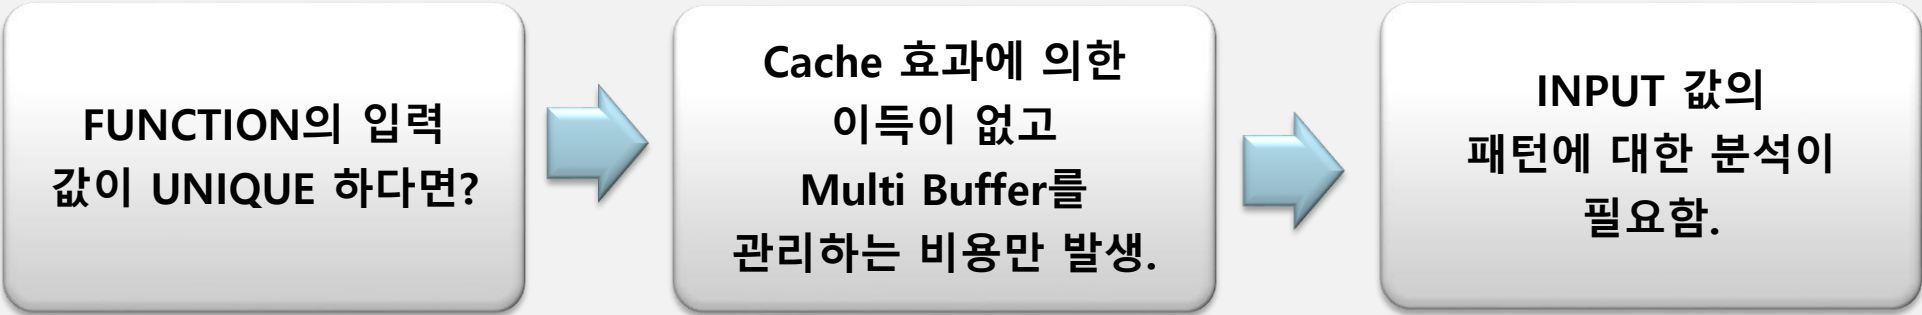 FUNCTION의 입력
값이 UNIQUE 하다면?
Cache 효과에 의한
이득이 없고
Multi Buffer를
관리하는 비용만 발생.
INPUT 값의
패턴에 대한 분석이
필요함.